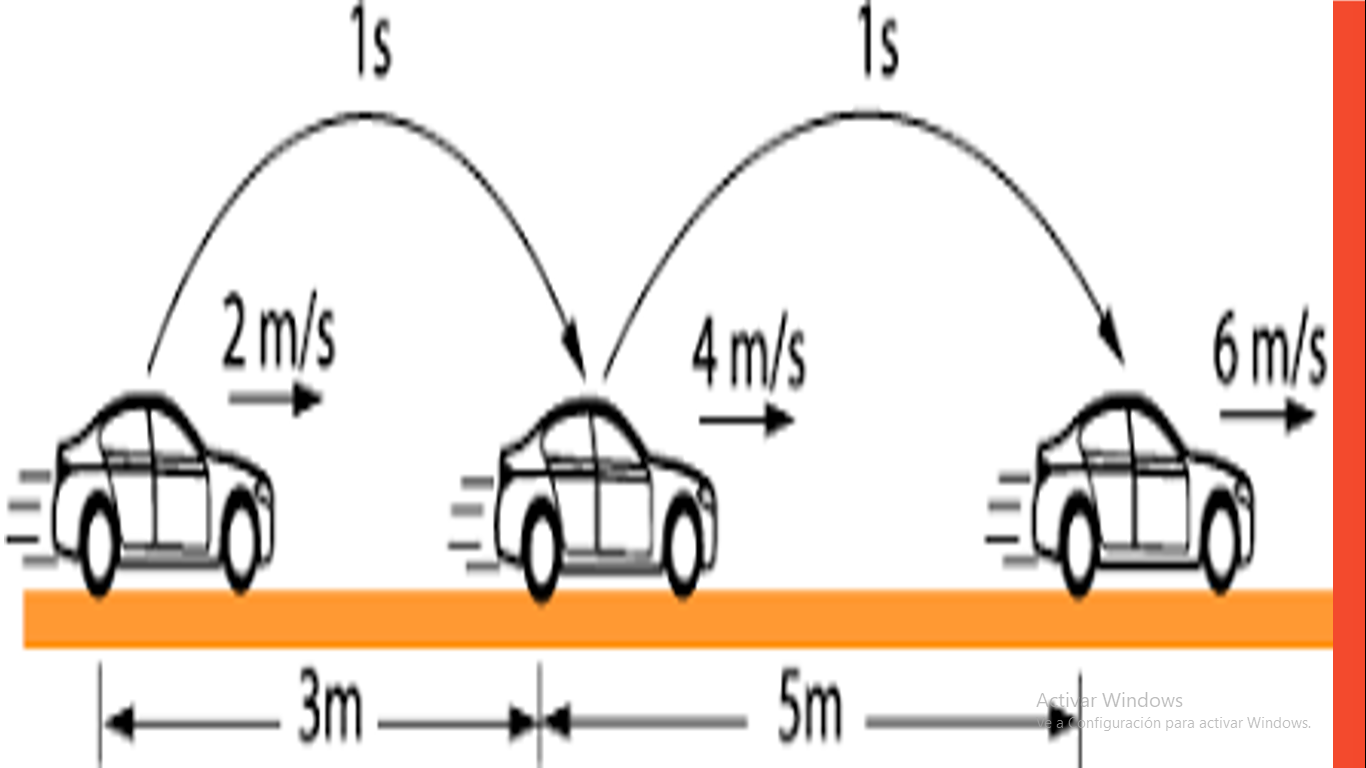 1s
1s
2 m/s
4 m/s
6 m/s
3m
5m
Activar Windows
Ve a Configuración para activar Windows.